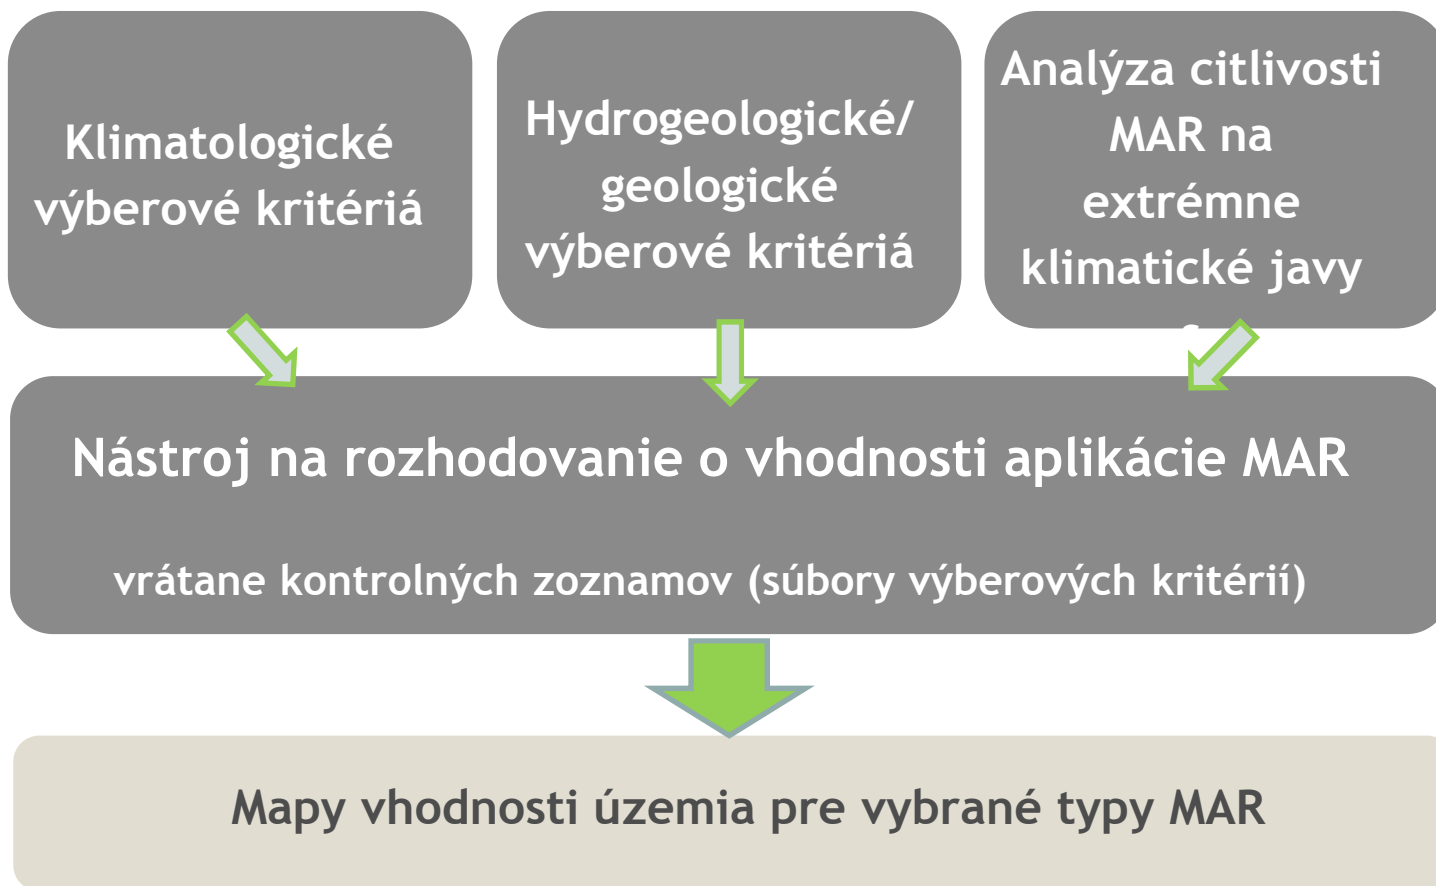 Klimatologické
výberové kritériá
Hydrogeologické/
geologické
výberové kritériá
Analýza citlivosti
MAR na
extrémne
klimatické javy
Nástroj na rozhodovanie o vhodnosti aplikácie MAR
vrátane kontrolných zoznamov (súbory výberových kritérií)
Mapy vhodnosti územia pre vybrané typy MAR